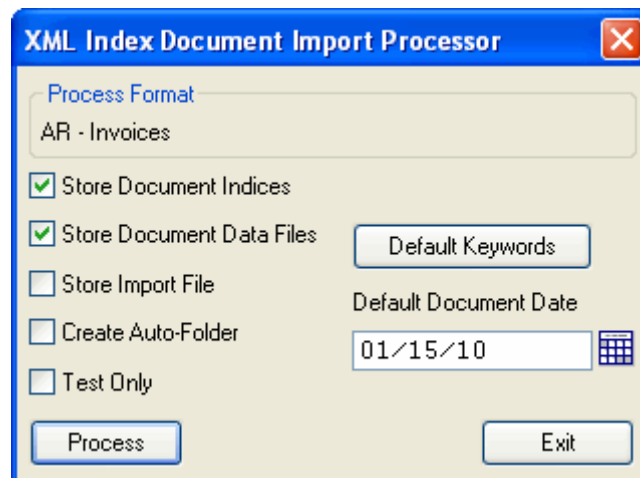 XML Index Document Import Processor
Process Format
AR - Invoices
Store Document Indices
Store Document Data Files
Default Keywords
Store Import File
Default Document Date
Create Auto-Folder
01/15/10
Test Only
Process
Exit